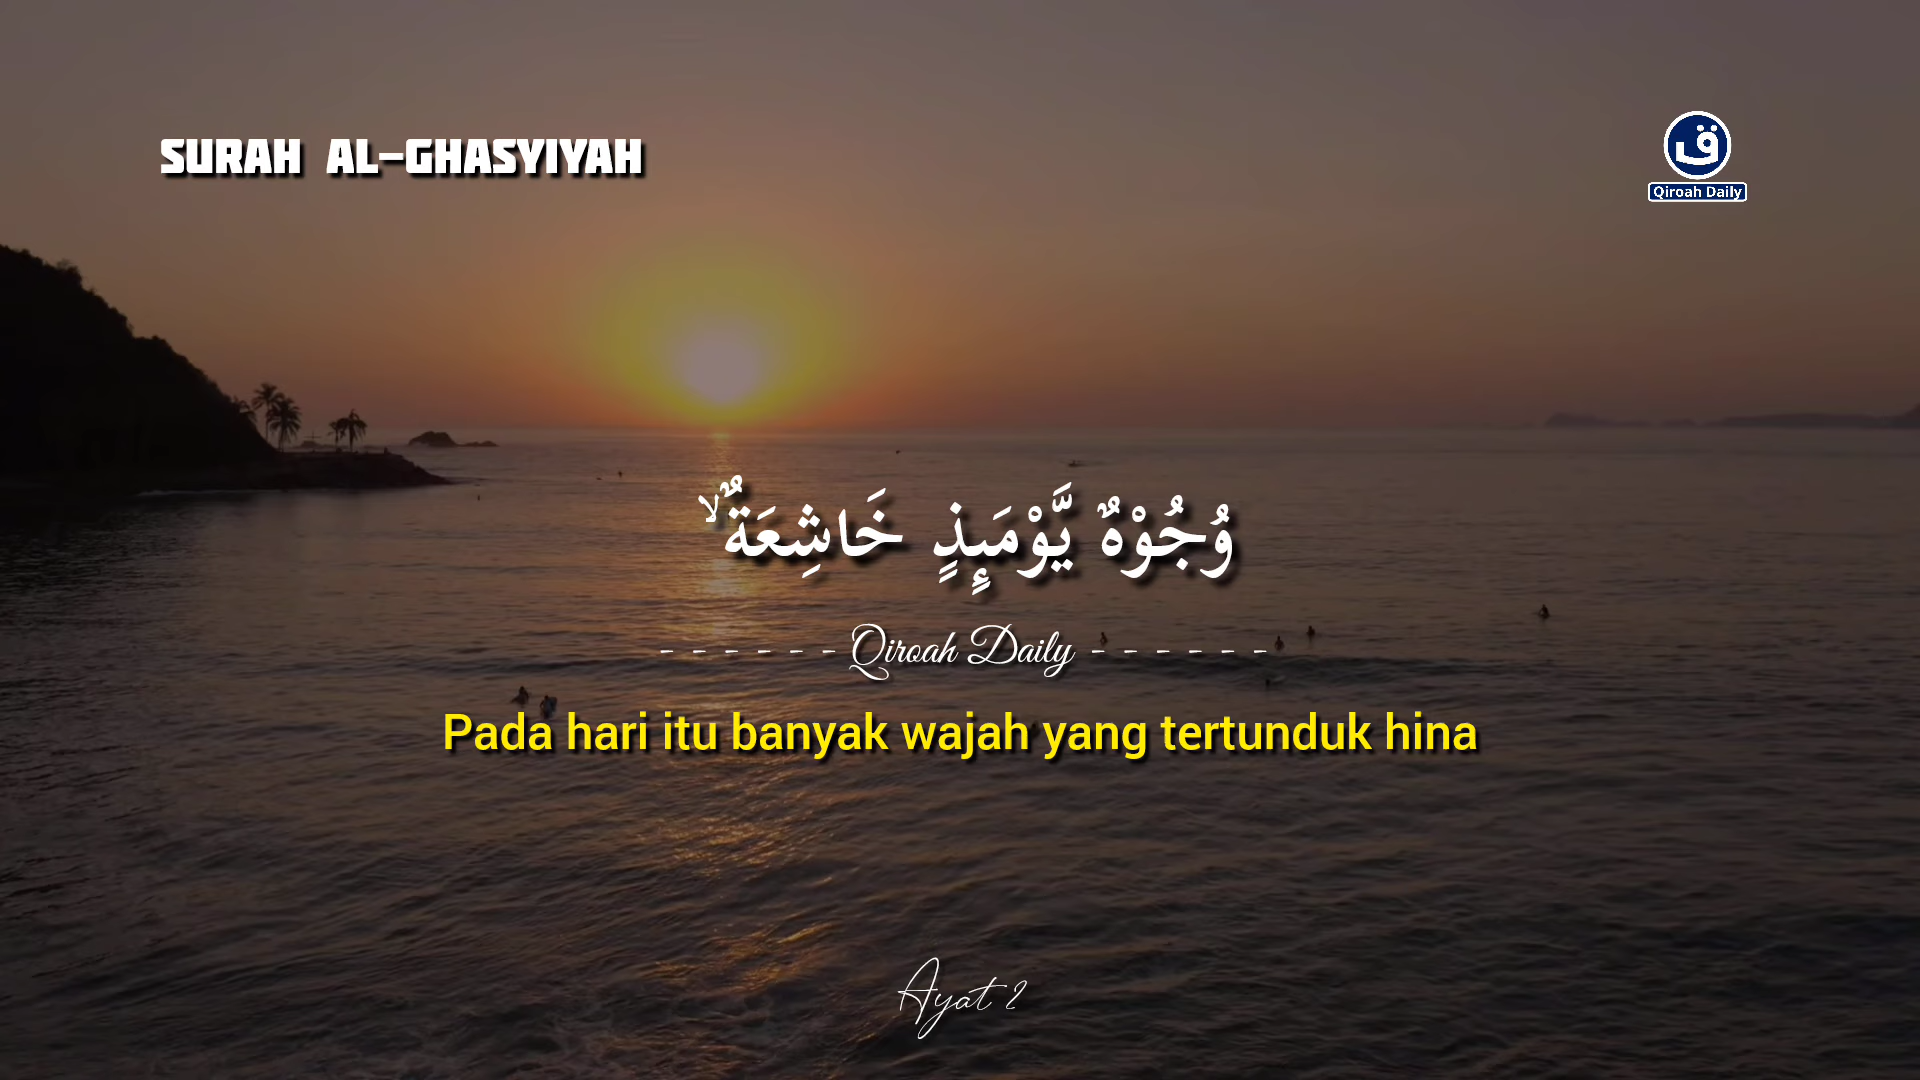 SURAH AL-GHASYIYAH
ق
Qiroah Daily
وُجُوْهٌ يَّوْمَىِٕذٍ خَاشِعَةٌ ۙ
- - - - - - Qiroah Daily - - - - - -
Pada hari itu banyak wajah yang tertunduk hina
Ayat 2